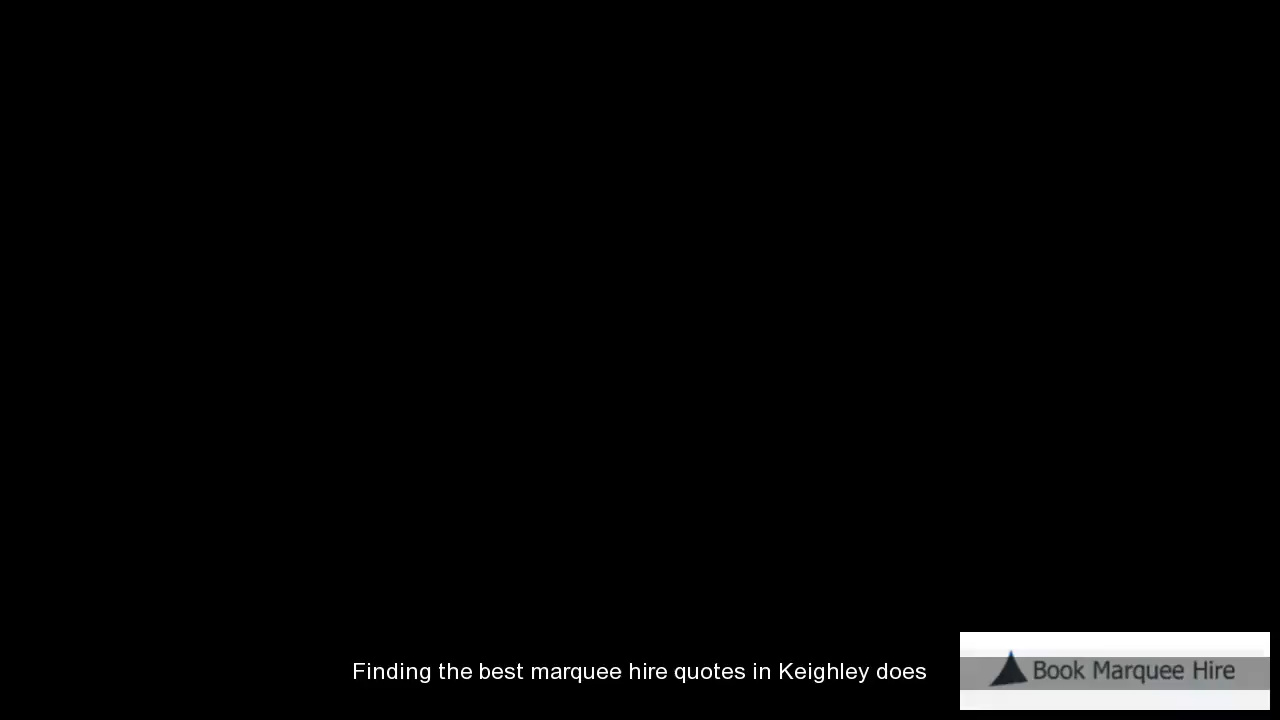 Finding the best marquee hire quotes in Keighley does
Book Marquee Hire